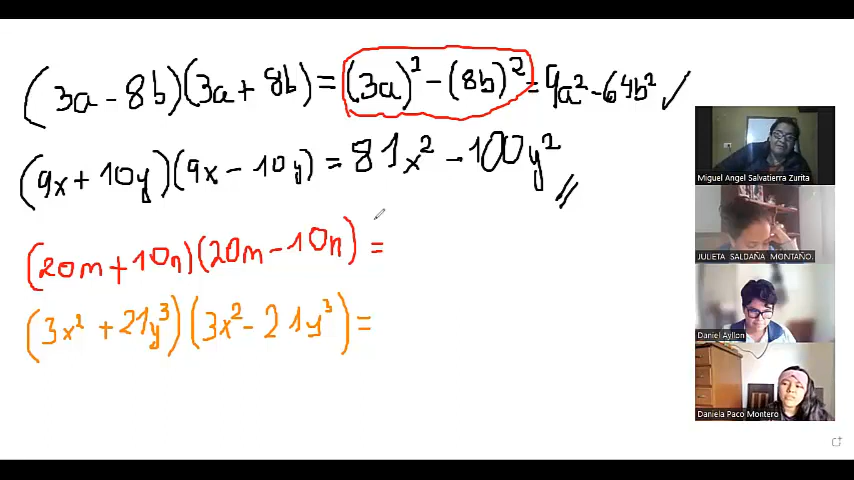 (3a - 8b)(3a + 8b) = (3a)² - (8b)² = 9a² - 64b² ✓
(9x + 10y)(9x - 10y) = 81x² - 100y² //
(20m + 10n)(20m - 10n) =
(3x² + 21y³)(3x² - 21y³) =
Miguel Angel Salvatierra Zurita
JULIETA SALDAÑA MONTAÑO.
Daniel Ayllon
Daniela Paco Montero